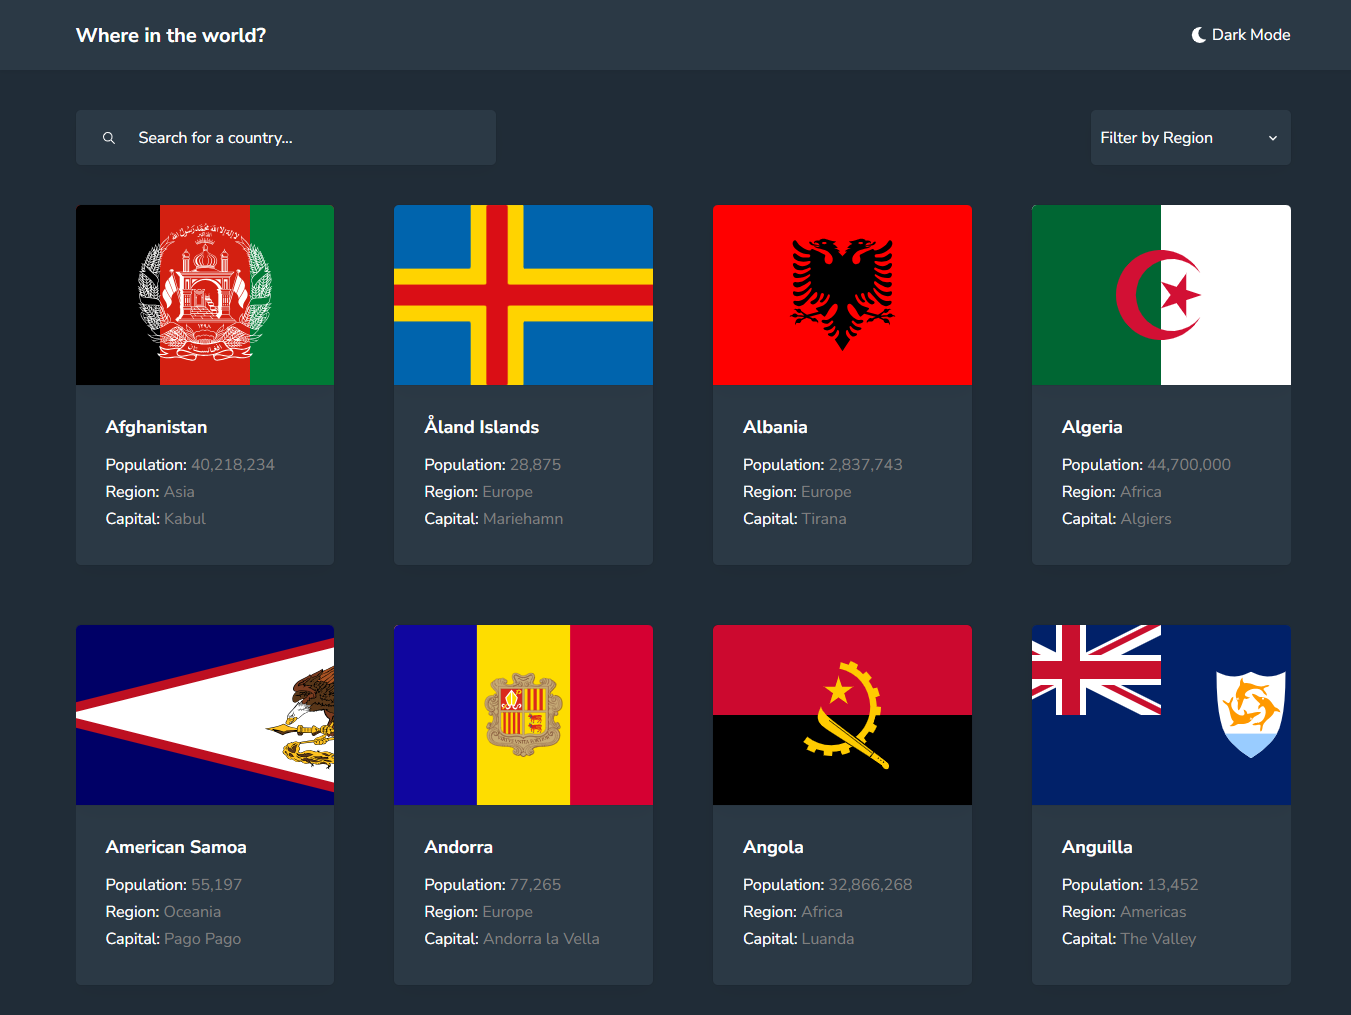 Where in the world?
Dark Mode
Search for a country...
Filter by Region
Afghanistan
Population: 40,218,234
Region: Asia
Capital: Kabul
Åland Islands
Population: 28,875
Region: Europe
Capital: Mariehamn
Albania
Population: 2,837,743
Region: Europe
Capital: Tirana
Algeria
Population: 44,700,000
Region: Africa
Capital: Algiers
American Samoa
Population: 55,197
Region: Oceania
Capital: Pago Pago
Andorra
Population: 77,265
Region: Europe
Capital: Andorra la Vella
Angola
Population: 32,866,268
Region: Africa
Capital: Luanda
Anguilla
Population: 13,452
Region: Americas
Capital: The Valley